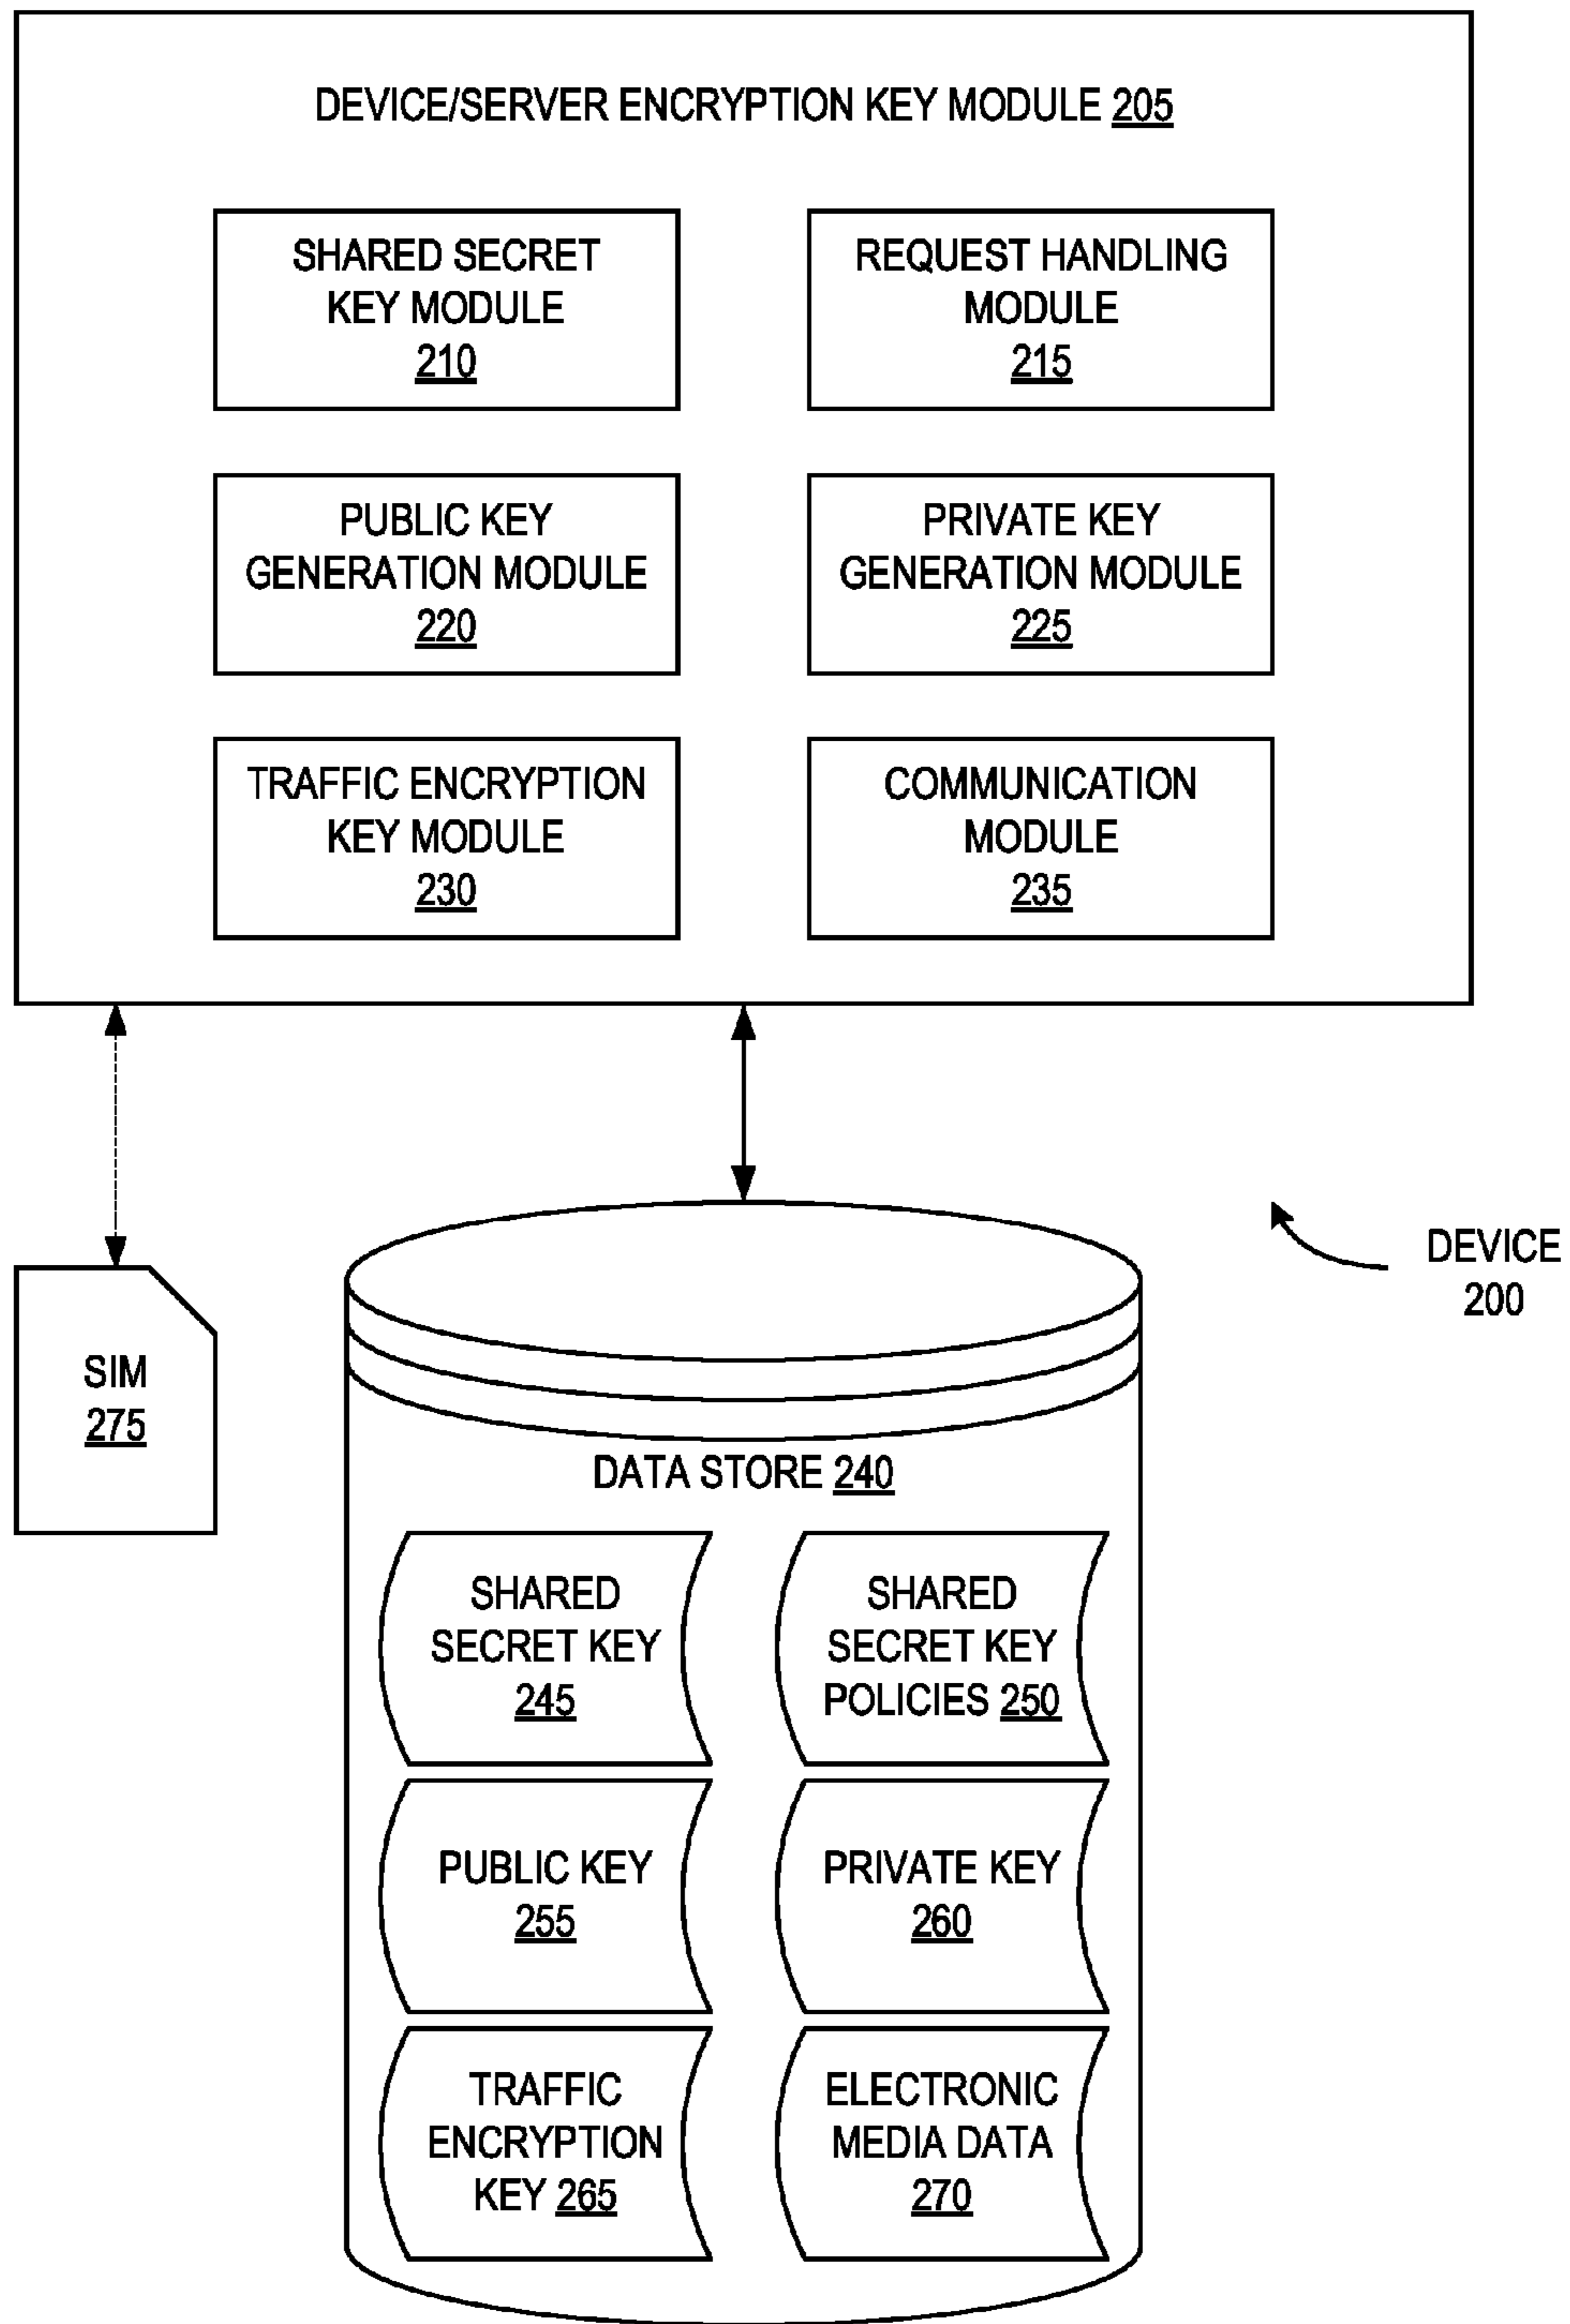 DEVICE/SERVER ENCRYPTION KEY MODULE 205
SHARED SECRET
KEY MODULE
210
REQUEST HANDLING
MODULE
215
PUBLIC KEY
GENERATION MODULE
220
PRIVATE KEY
GENERATION MODULE
225
TRAFFIC ENCRYPTION
KEY MODULE
230
COMMUNICATION
MODULE
235
DEVICE
200
SIM
275
DATA STORE 240
SHARED
SECRET KEY
245
SHARED
SECRET KEY
POLICIES 250
PUBLIC KEY
255
PRIVATE KEY
260
TRAFFIC
ENCRYPTION
KEY 265
ELECTRONIC
MEDIA DATA
270